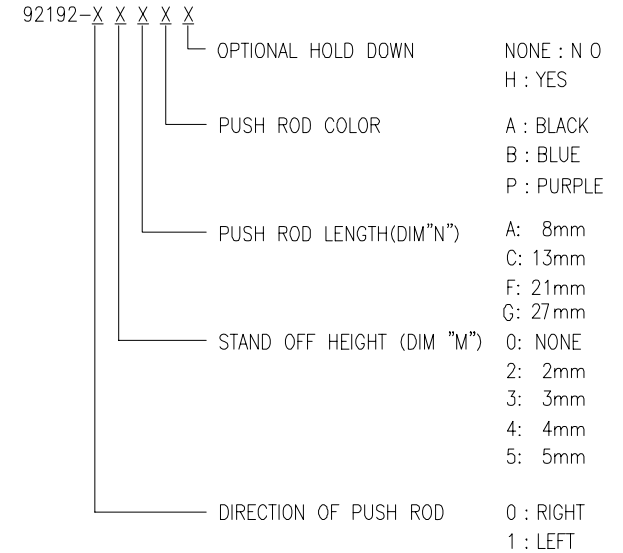 92192-X X X X X
OPTIONAL HOLD DOWN NONE : N O
H : YES
PUSH ROD COLOR A : BLACK
B : BLUE
P : PURPLE
PUSH ROD LENGTH(DIM"N") A: 8mm
C: 13mm
F: 21mm
G: 27mm
STAND OFF HEIGHT (DIM "M") 0: NONE
2: 2mm
3: 3mm
4: 4mm
5: 5mm
DIRECTION OF PUSH ROD 0 : RIGHT
1 : LEFT